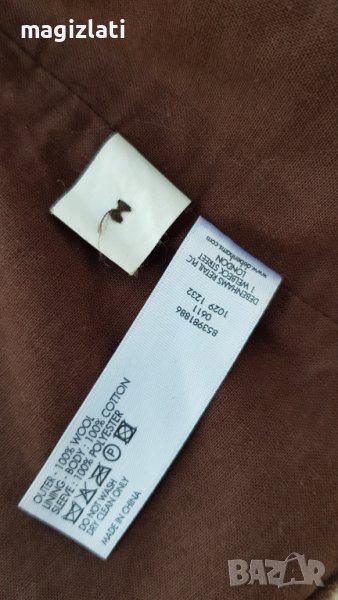 magizlati
www.debenhams.com
DEBENHAMS RETAIL PLC
1 WELBECK STREET
LONDON
853981886
0611
1029 1232
OUTER : 100% WOOL
LINING - BODY : 100% COTTON
SLEEVE : 100% POLYESTER
P
DO NOT WASH
DRY CLEAN ONLY
MADE IN CHINA
BAZAR